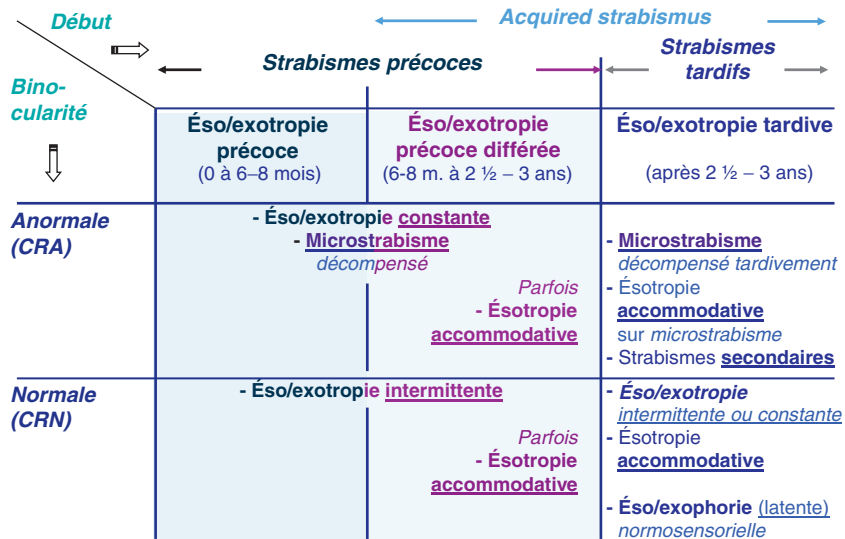 Début
Acquired strabismus
Strabismes précoces
Strabismes
tardifs
Bino-
cularité
Éso/exotropie
précoce
(0 à 6–8 mois)
Éso/exotropie
précoce différée
(6-8 m. à 2 ½ – 3 ans)
Éso/exotropie tardive
(après 2 ½ – 3 ans)
Anormale
(CRA)
- Éso/exotropie constante
- Microstrabisme
décompensé
Parfois
- Ésotropie
accommodative
- Microstrabisme
décompensé tardivement
- Ésotropie
accommodative
sur microstrabisme
- Strabismes secondaires
Normale
(CRN)
- Éso/exotropie intermittente
Parfois
- Ésotropie
accommodative
- Éso/exotropie
intermittente ou constante
- Ésotropie
accommodative
- Éso/exophorie (latente)
normosensorielle